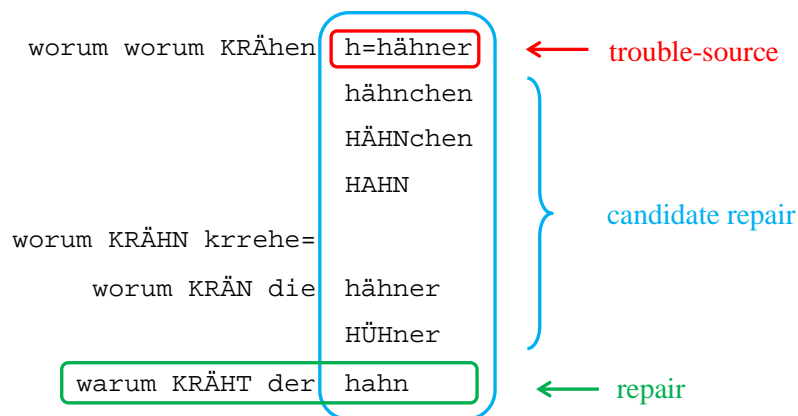 worum worum KRÄhen h=hähner trouble-source
hähnchen
HÄHNchen
HAHN
candidate repair
worum KRÄHN krrehe=
worum KRÄN die hähner
HÜHner
warum KRÄHT der hahn repair